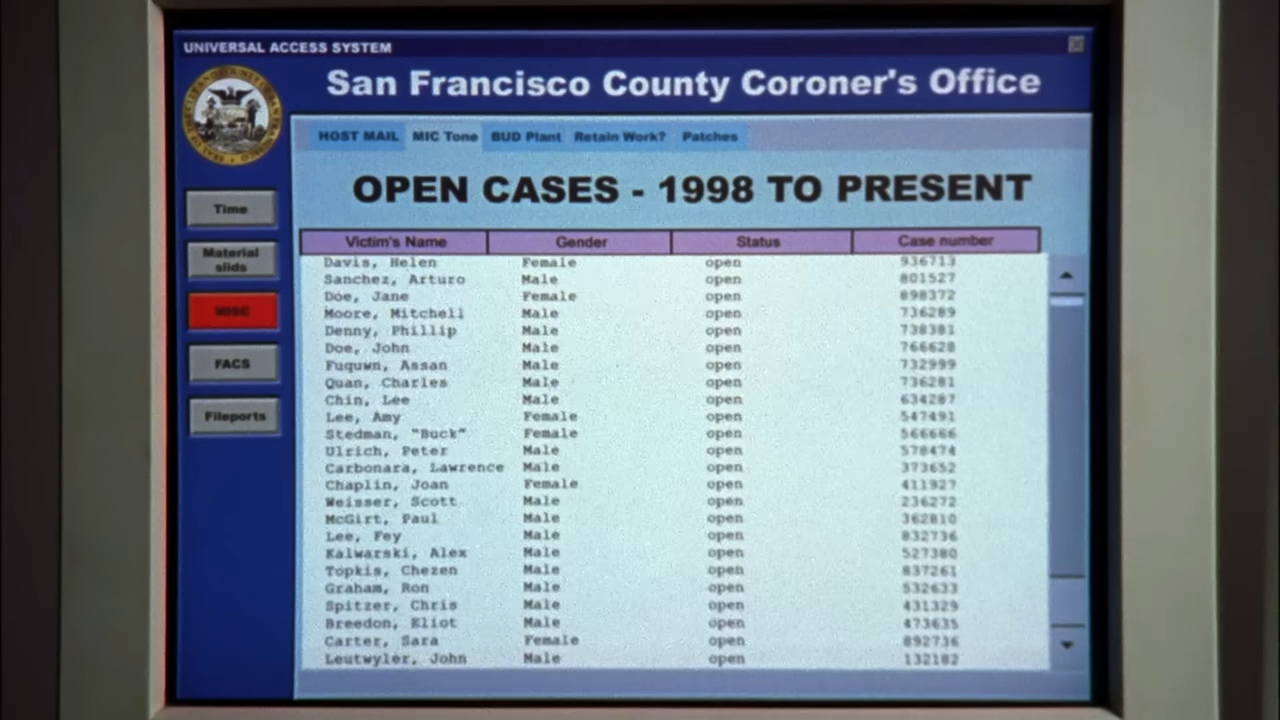 UNIVERSAL ACCESS SYSTEM
San Francisco County Coroner's Office
HOST MAIL MIC Tone BUD Plant Retain Work? Patches
OPEN CASES - 1998 TO PRESENT
Time
Material slids
MISC
FACS
Fileports
Victim's Name Gender Status Case number
Davis, Helen Female open 936713
Sanchez, Arturo Male open 801527
Doe, Jane Female open 898372
Moore, Mitchell Male open 736289
Denny, Phillip Male open 738381
Doe, John Male open 766628
Fuquwn, Assan Male open 732999
Quan, Charles Male open 736281
Chin, Lee Male open 634287
Lee, Amy Female open 547491
Stedman, "Buck" Female open 566666
Ulrich, Peter Male open 578474
Carbonara, Lawrence Male open 373652
Chaplin, Joan Female open 411927
Weisser, Scott Male open 236272
McGirt, Paul Male open 362810
Lee, Fey Male open 832736
Kalwarski, Alex Male open 527380
Topkis, Chezen Male open 837261
Graham, Ron Male open 532633
Spitzer, Chris Male open 431329
Breedon, Eliot Male open 473635
Carter, Sara Female open 892736
Leutwyler, John Male open 132182